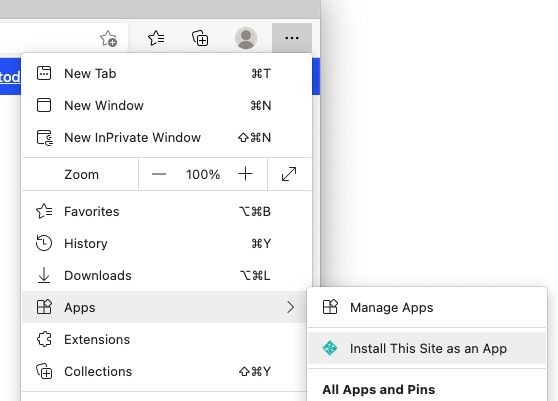 tod
New Tab ⌘T
New Window ⌘N
New InPrivate Window ⇧⌘N
Zoom — 100% +
Favorites ⌥⌘B
History ⌘Y
Downloads ⌥⌘L
Apps
Manage Apps
Extensions
Install This Site as an App
Collections ⇧⌘Y
All Apps and Pins